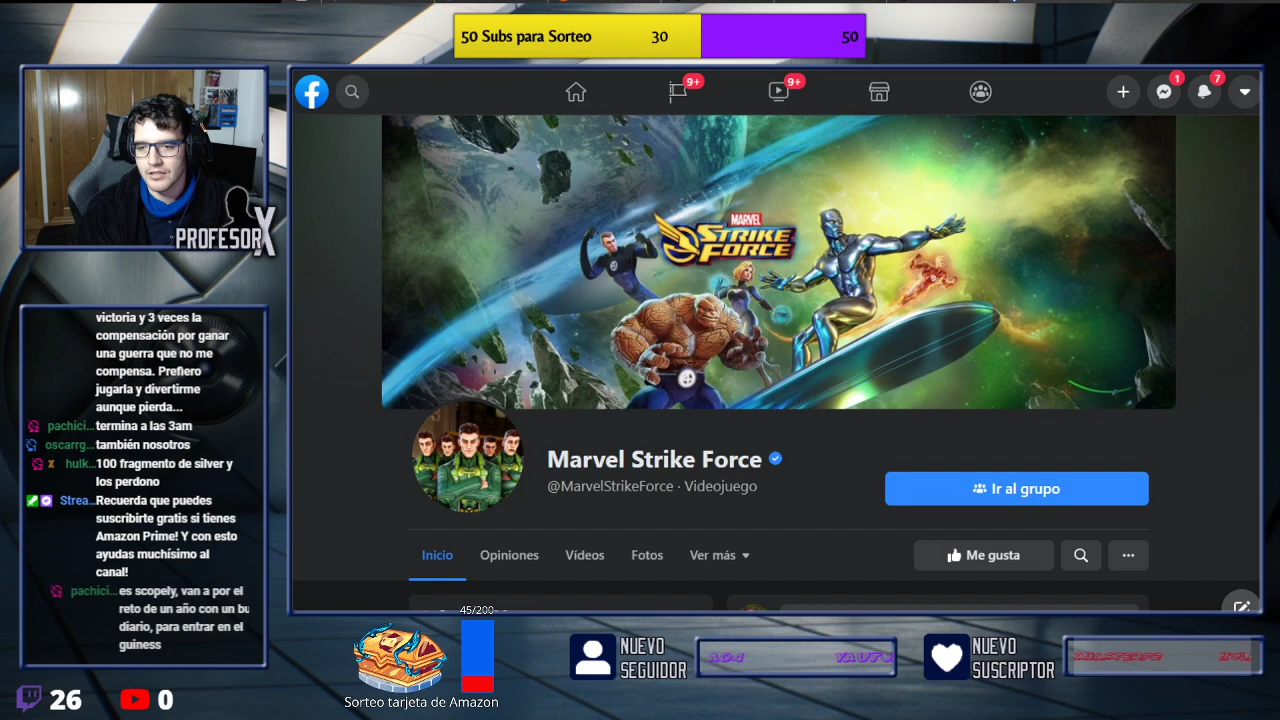 50 Subs para Sorteo 30 50
9+
9+
1
7
PROFESOR X
MARVEL
STRIKE
FORCE
4
Marvel Strike Force
@MarvelStrikeForce · Videojuego
Ir al grupo
Inicio Opiniones Videos Fotos Ver más
Me gusta
victoria y 3 veces la
compensación por ganar
una guerra que no me
compensa. Prefiero
jugarla y divertirme
aunque pierda...
pachici... termina a las 3am
oscarrg... también nosotros
hulk... 100 fragmento de silver y
los perdono
Strea... Recuerda que puedes
suscribirte gratis si tienes
Amazon Prime! Y con esto
ayudas muchísimo al
canal!
pachici... es scopely, van a por el
reto de un año con un bu
diario, para entrar en el
guiness
26 0
45/200
Sorteo tarjeta de Amazon
NUEVO
SEGUIDOR
NUEVO
SUSCRIPTOR